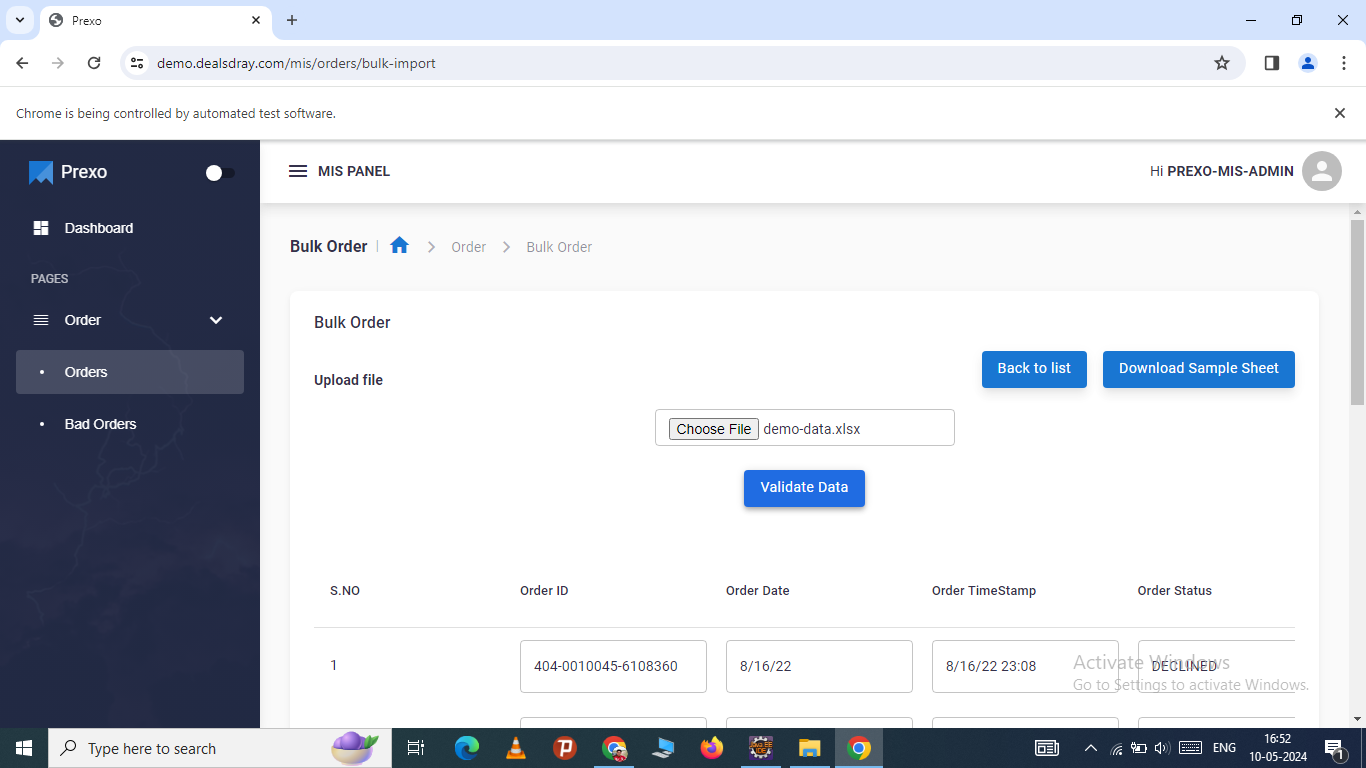 Prexo
demo.dealsdray.com/mis/orders/bulk-import
Chrome is being controlled by automated test software.
Prexo
MIS PANEL
Hi PREXO-MIS-ADMIN
Dashboard
PAGES
Order
Orders
Bad Orders
Bulk Order
Order
Bulk Order
Bulk Order
Upload file
Back to list
Download Sample Sheet
Choose File demo-data.xlsx
Validate Data
S.NO Order ID Order Date Order TimeStamp Order Status
1 404-0010045-6108360 8/16/22 8/16/22 23:08 DECLINED
Activate Windows
Go to Settings to activate Windows.
Type here to search
ENG
16:52
10-05-2024
1